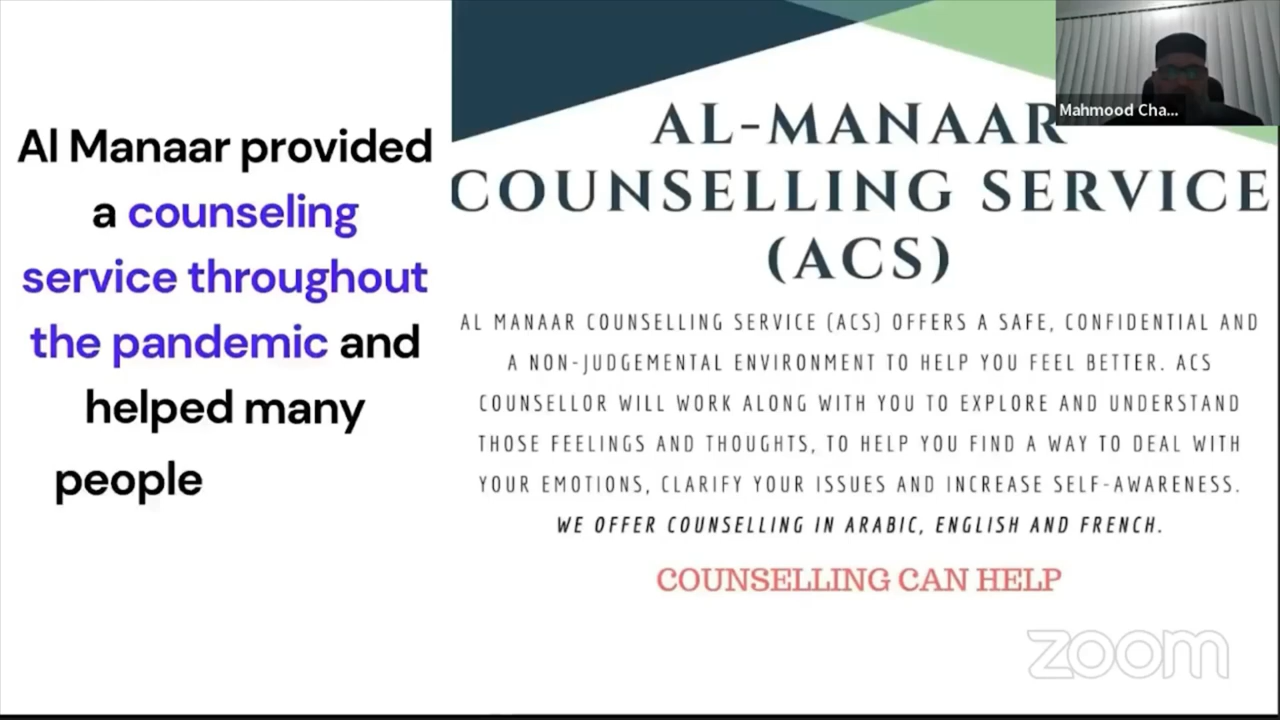 Al Manaar provided
a counseling
service throughout
the pandemic and
helped many
people
AL-MANAAR
COUNSELLING SERVICE
(ACS)
AL MANAAR COUNSELLING SERVICE (ACS) OFFERS A SAFE, CONFIDENTIAL AND
A NON-JUDGEMENTAL ENVIRONMENT TO HELP YOU FEEL BETTER. ACS
COUNSELLOR WILL WORK ALONG WITH YOU TO EXPLORE AND UNDERSTAND
THOSE FEELINGS AND THOUGHTS, TO HELP YOU FIND A WAY TO DEAL WITH
YOUR EMOTIONS, CLARIFY YOUR ISSUES AND INCREASE SELF-AWARENESS.
WE OFFER COUNSELLING IN ARABIC, ENGLISH AND FRENCH.
COUNSELLING CAN HELP
Mahmood Cha...
zoom